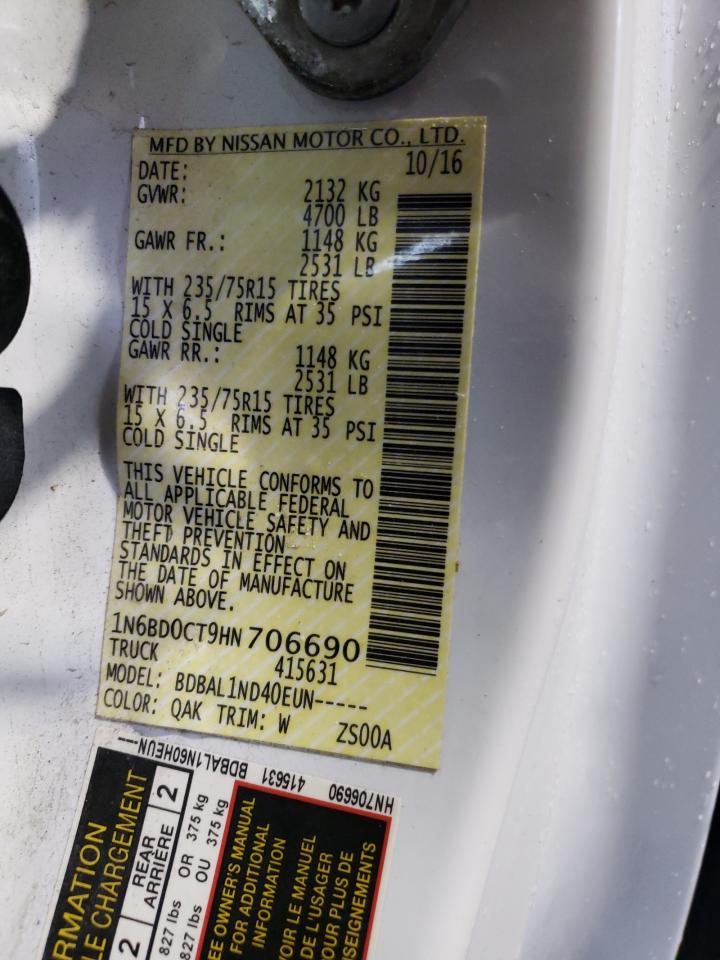 MFD BY NISSAN MOTOR CO., LTD.
DATE: 10/16
GVWR: 2132 KG
4700 LB
GAWR FR.: 1148 KG
2531 LB
WITH 235/75R15 TIRES
15 X 6.5 RIMS AT 35 PSI
COLD SINGLE
GAWR RR.: 1148 KG
2531 LB
WITH 235/75R15 TIRES
15 X 6.5 RIMS AT 35 PSI
COLD SINGLE
THIS VEHICLE CONFORMS TO
ALL APPLICABLE FEDERAL
MOTOR VEHICLE SAFETY AND
THEFT PREVENTION
STANDARDS IN EFFECT ON
THE DATE OF MANUFACTURE
SHOWN ABOVE.
1N6BD0CT9HN706690
TRUCK 415631
MODEL: BDBAL1ND40EUN-----
COLOR: QAK TRIM: W ZS00A
HN706690 415631 BDBAL1N60HEUN---
LE CHARGEMENT
2 REAR
ARRIÈRE 2
827 lbs OR 375 kg
827 lbs OU 375 kg
OWNER'S MANUAL
FOR ADDITIONAL
INFORMATION
LE MANUEL
DE L'USAGER
PLUS DE